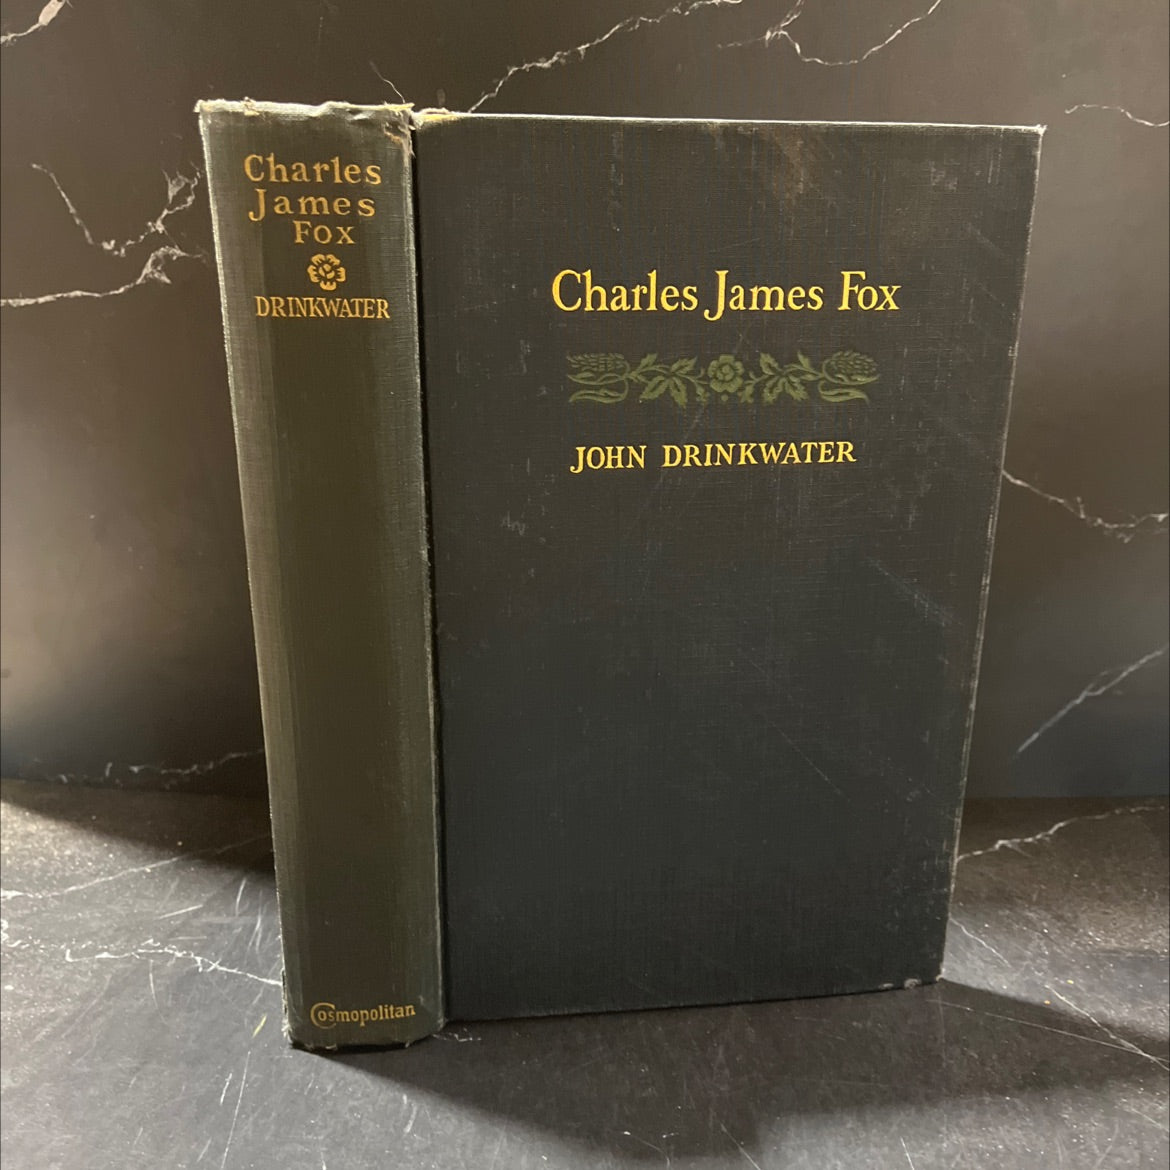 Charles
James
Fox
DRINKWATER
Cosmopolitan
Charles James Fox
JOHN DRINKWATER